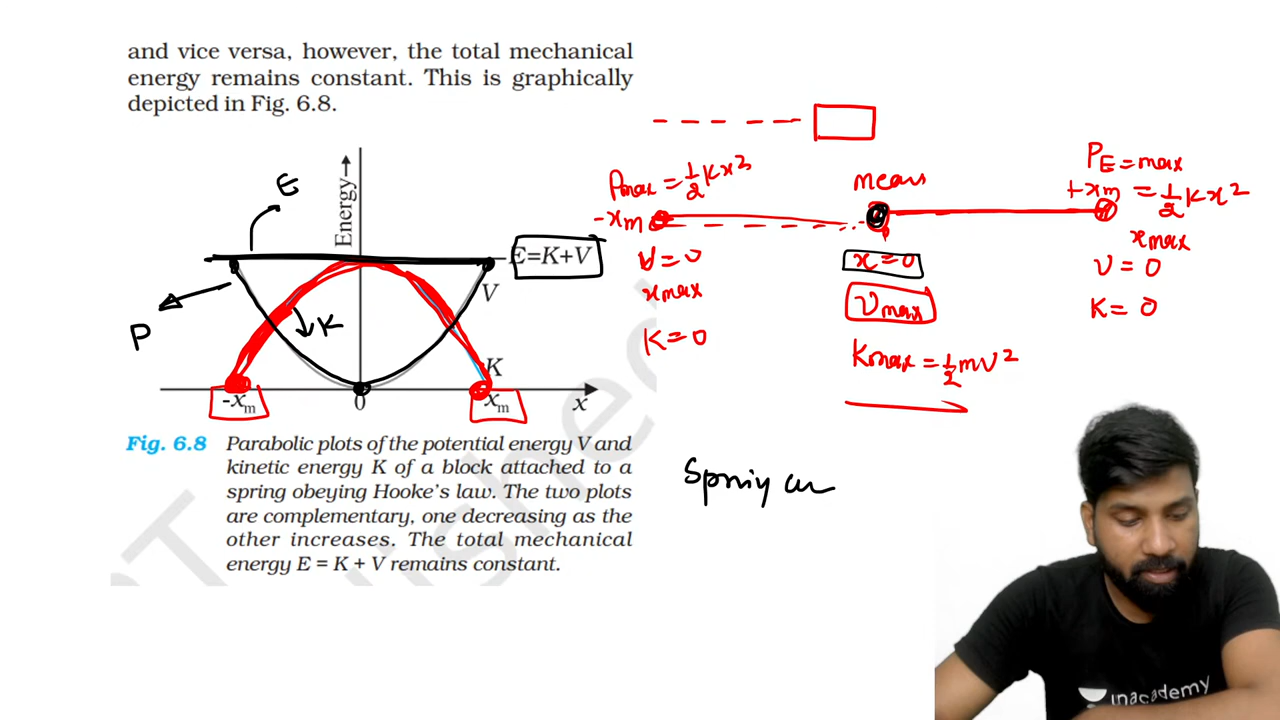 and vice versa, however, the total mechanical
energy remains constant. This is graphically
depicted in Fig. 6.8.
Energy→
E
E=K+V
V
P
K
K
-xm
0
xm
x
Fig. 6.8 Parabolic plots of the potential energy V and
kinetic energy K of a block attached to a
spring obeying Hooke's law. The two plots
are complementary, one decreasing as the
other increases. The total mechanical
energy E = K + V remains constant.
Pmax = 1/2 Kx²
-xm
v = 0
xmax
K = 0
mean
x = 0
vmax
Kmax = 1/2 mv²
PE = max
+xm = 1/2 Kx²
xmax
v = 0
K = 0
unacademy